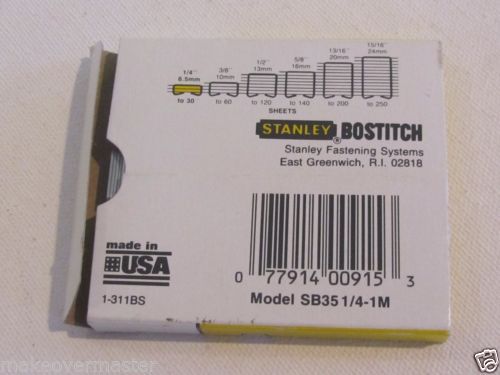 1/4" 3/8" 1/2" 5/8" 13/16" 15/16"
6.5mm 10mm 13mm 16mm 20mm 24mm
to 30 to 60 to 120 to 140 to 200 to 250
SHEETS
STANLEY® BOSTITCH
Stanley Fastening Systems
East Greenwich, R.I. 02818
made in
USA
1-311BS
0 77914 00915 3
Model SB35 1/4-1M
makeovermaster